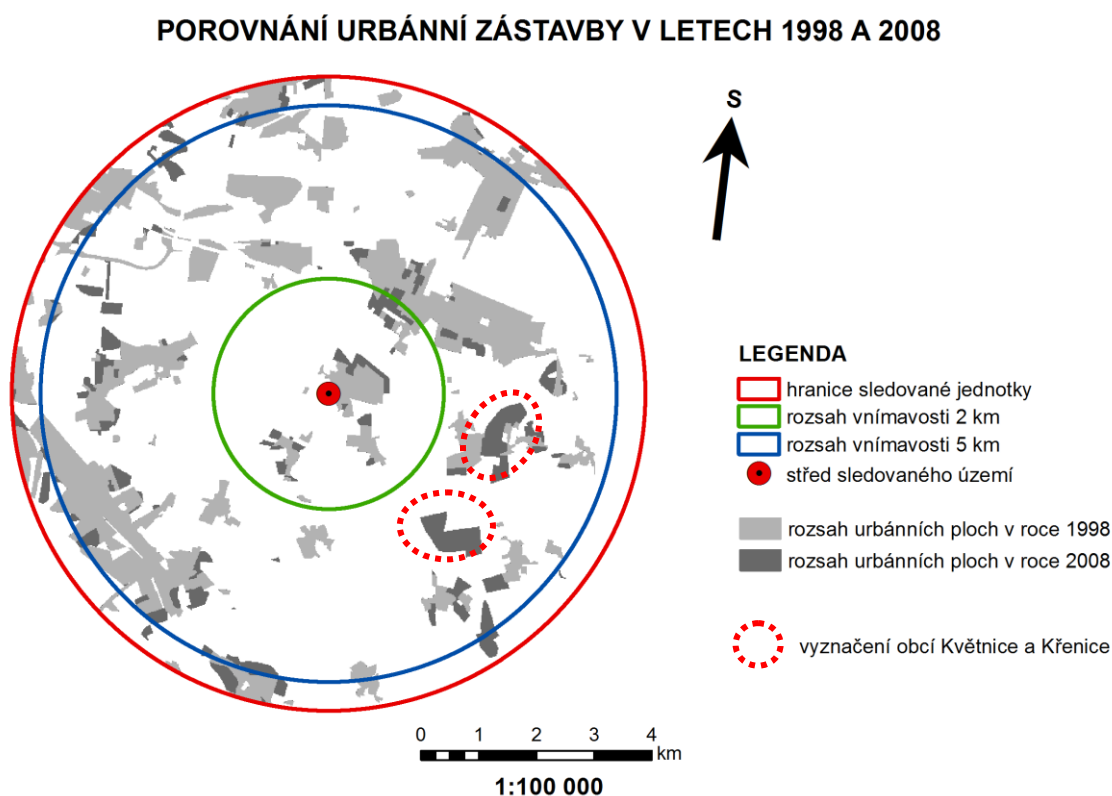 POROVNÁNÍ URBÁNNÍ ZÁSTAVBY V LETECH 1998 A 2008
S
LEGENDA
hranice sledované jednotky
rozsah vnímavosti 2 km
rozsah vnímavosti 5 km
střed sledovaného území
rozsah urbánních ploch v roce 1998
rozsah urbánních ploch v roce 2008
vyznačení obcí Květnice a Křenice
0 1 2 3 4
km
1:100 000